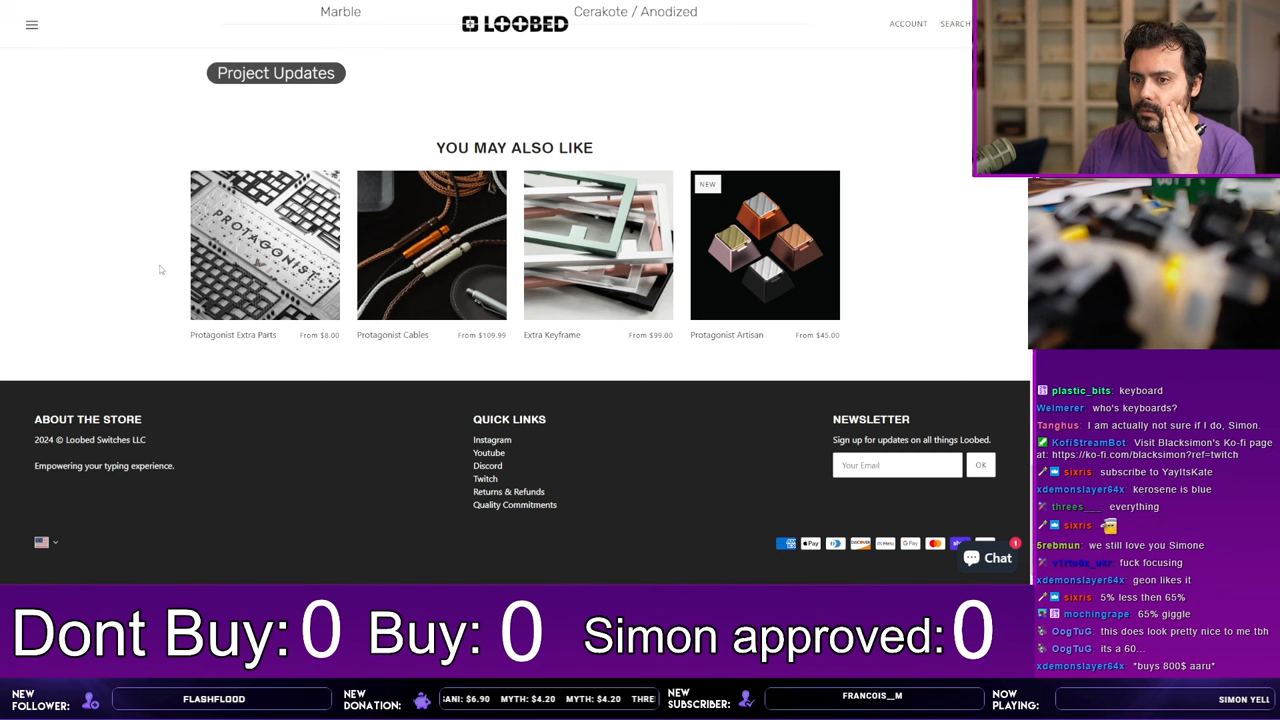 Marble
Cerakote / Anodized
LOOBED
ACCOUNT
SEARCH
Project Updates
YOU MAY ALSO LIKE
PROTAGONIST
NEW
Protagonist Extra Parts From $8.00
Protagonist Cables From $109.99
Extra Keyframe From $99.00
Protagonist Artisan From $45.00
ABOUT THE STORE
2024 © Loobed Switches LLC
Empowering your typing experience.
QUICK LINKS
Instagram
Youtube
Discord
Twitch
Returns & Refunds
Quality Commitments
NEWSLETTER
Sign up for updates on all things Loobed.
Your Email
OK
Chat
1
plastic_bits: keyboard
Welmerer: who's keyboards?
Tanghus: I am actually not sure if I do, Simon.
KofiStreamBot: Visit Blacksimon's Ko-fi page
at: https://ko-fi.com/blacksimon?ref=twitch
sixris: subscribe to YayItsKate
xdemonslayer64x: kerosene is blue
threes___: everything
sixris:
5rebmun: we still love you Simone
fuck focusing
xdemonslayer64x: geon likes it
sixris: 5% less then 65%
mochingrape: 65% giggle
OogTuG: this does look pretty nice to me tbh
OogTuG: its a 60...
xdemonslayer64x: *buys 800$ aaru*
Dont Buy: 0 Buy: 0 Simon approved: 0
NEW FOLLOWER: FLASHFLOOD
NEW DONATION: ANI: $6.90 MYTH: $4.20 MYTH: $4.20 THRE
NEW SUBSCRIBER: FRANCOIS__M
NOW PLAYING: SIMON YELL